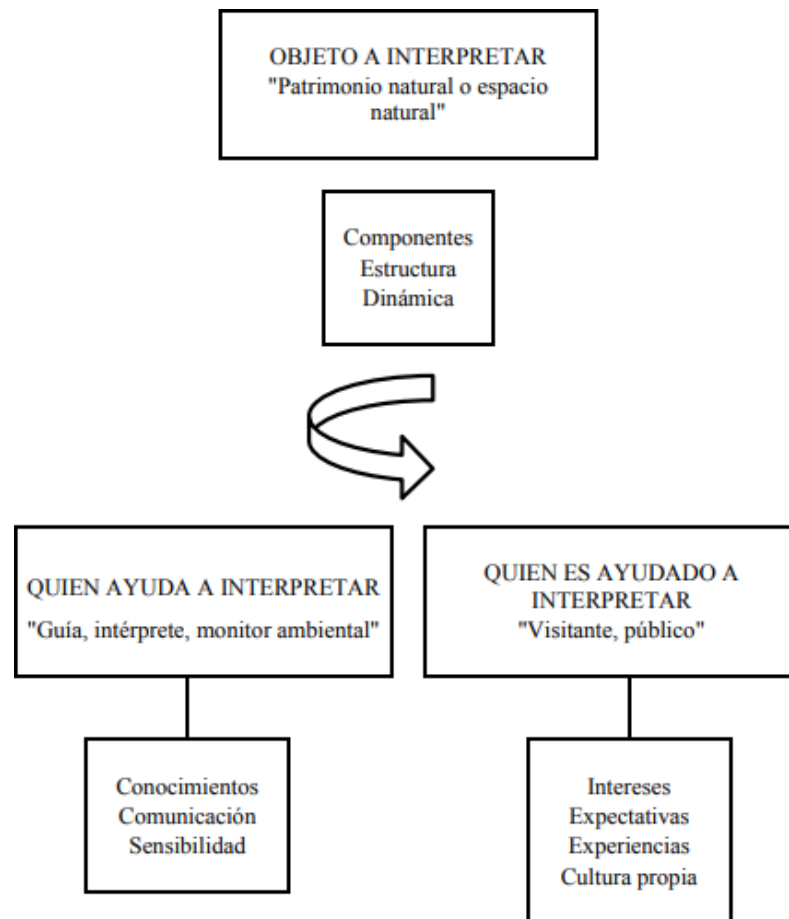 OBJETO A INTERPRETAR
"Patrimonio natural o espacio
natural"
Componentes
Estructura
Dinámica
QUIEN AYUDA A INTERPRETAR
"Guía, intérprete, monitor ambiental"
QUIEN ES AYUDADO A
INTERPRETAR
"Visitante, público"
Conocimientos
Comunicación
Sensibilidad
Intereses
Expectativas
Experiencias
Cultura propia